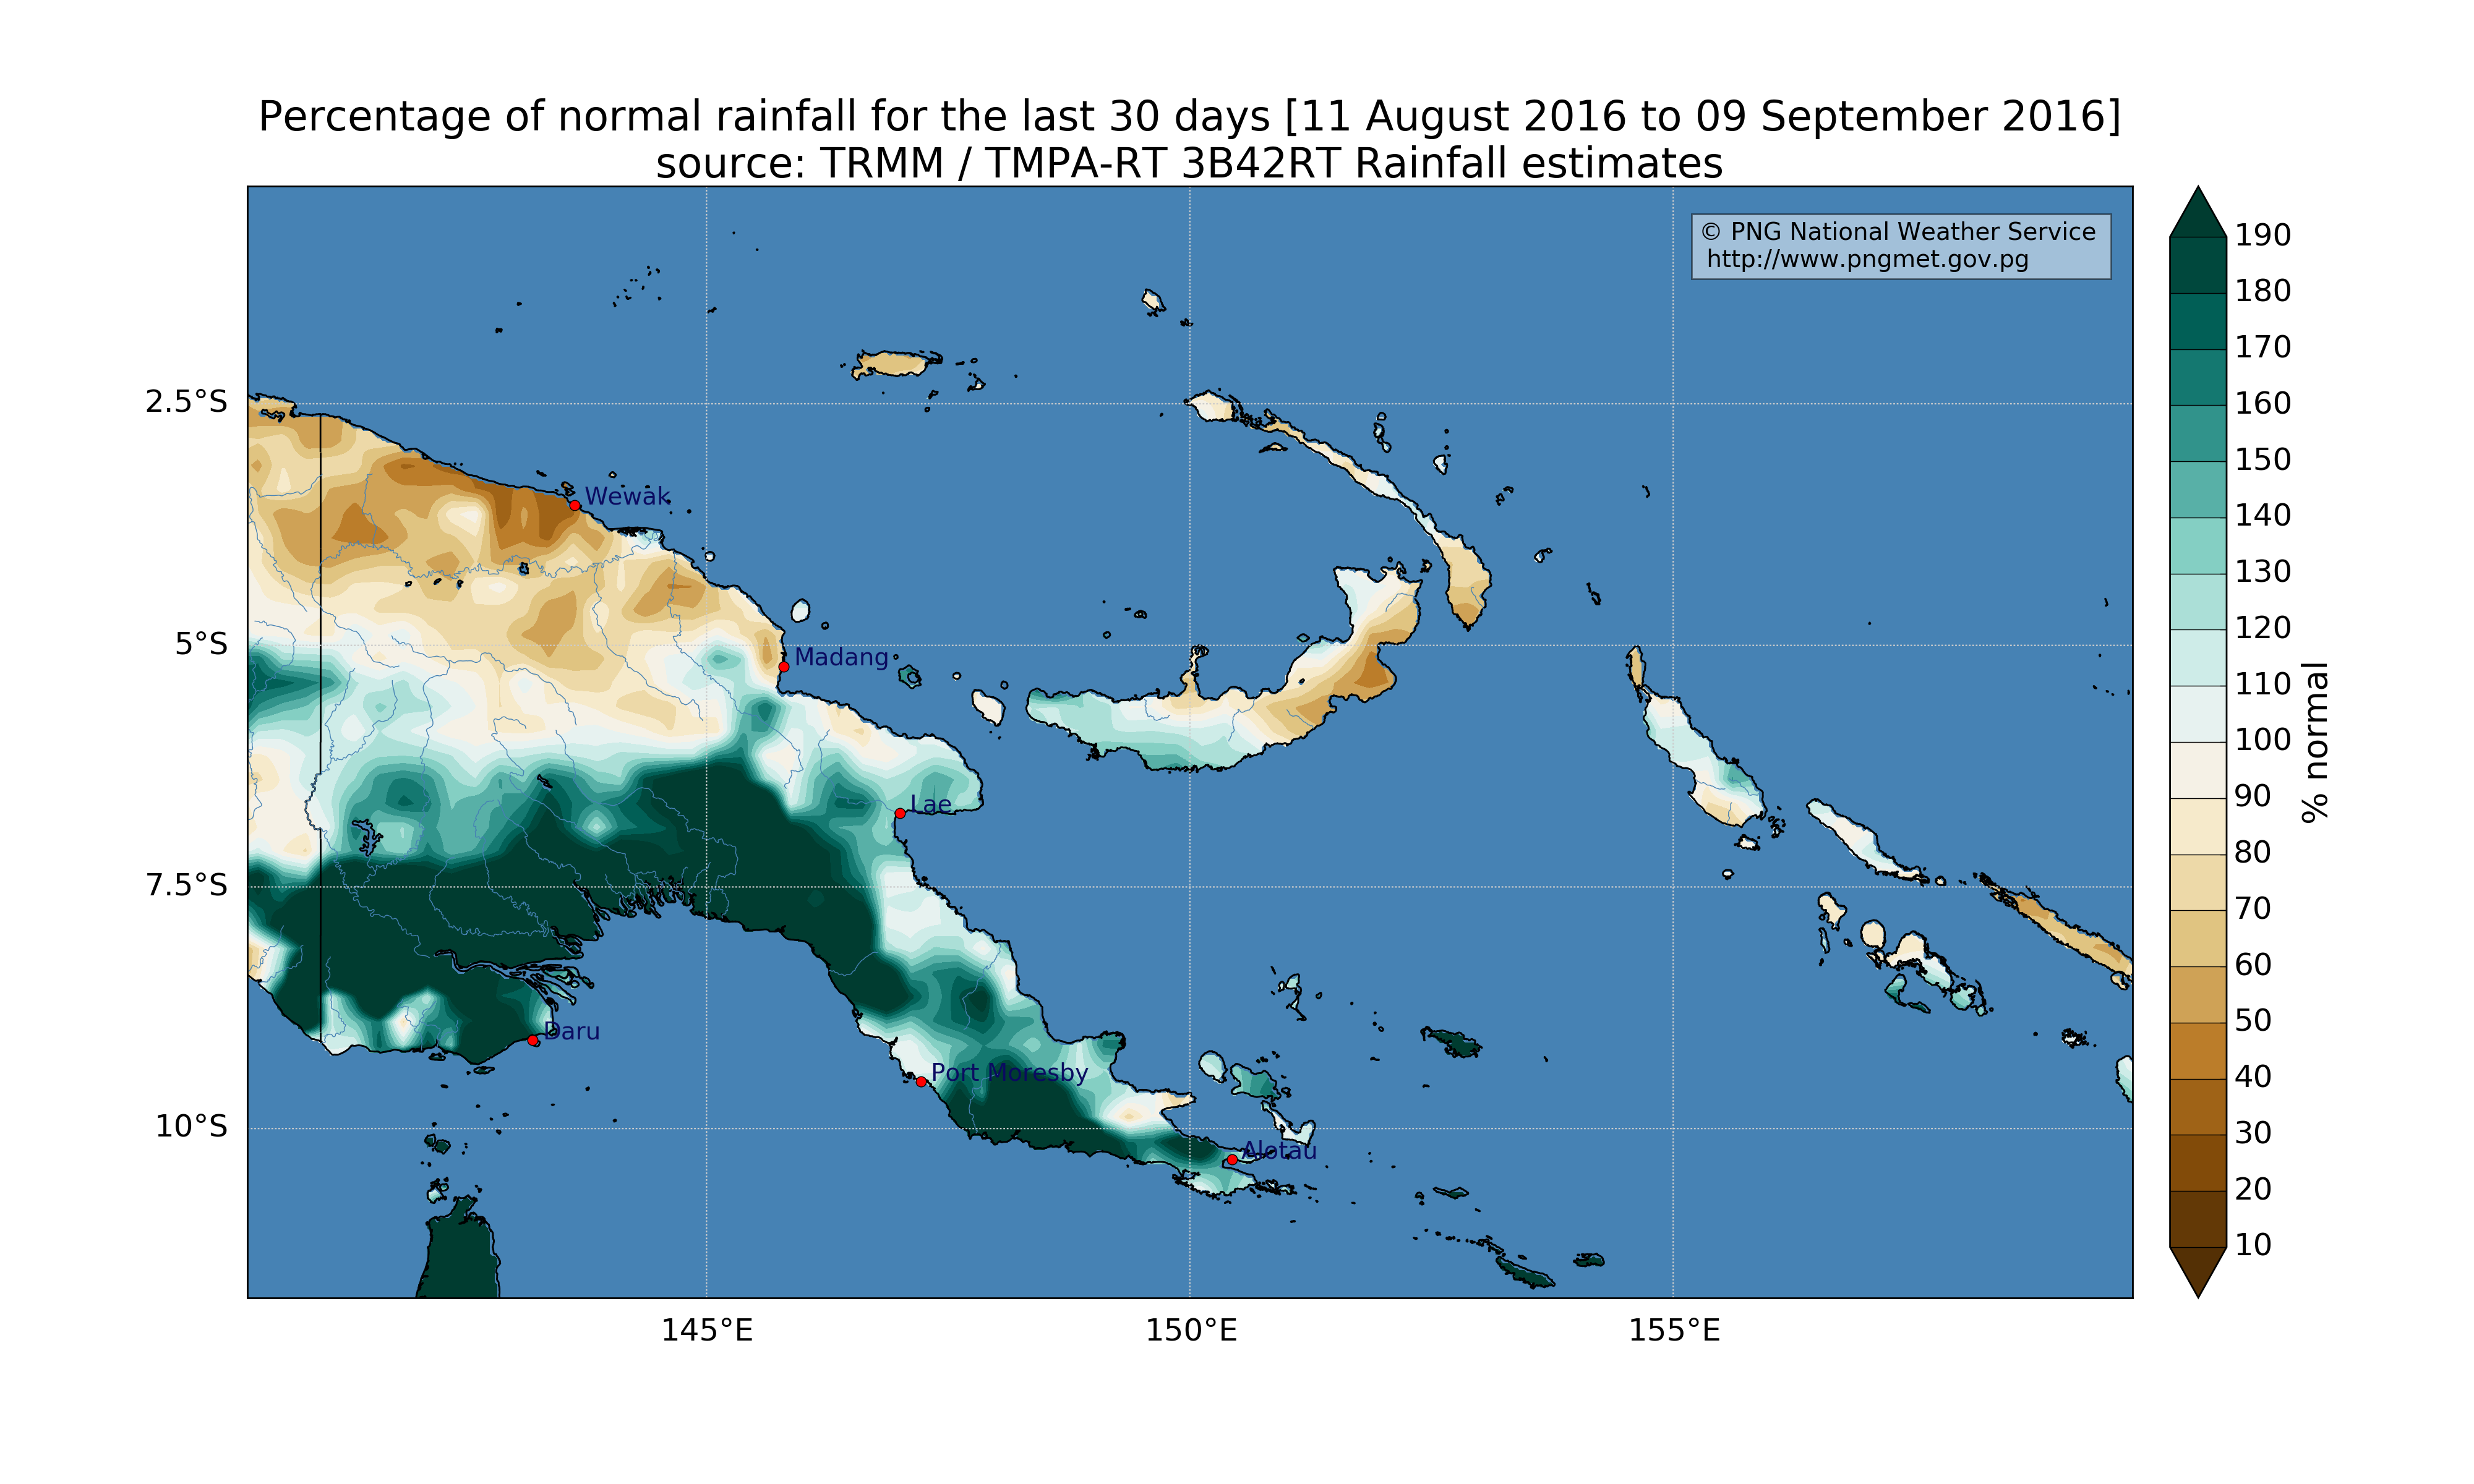 Percentage of normal rainfall for the last 30 days [11 August 2016 to 09 September 2016]
source: TRMM / TMPA-RT 3B42RT Rainfall estimates
© PNG National Weather Service
http://www.pngmet.gov.pg
2.5°S
5°S
7.5°S
10°S
145°E
150°E
155°E
Wewak
Madang
Lae
Daru
Port Moresby
Alotau
190
180
170
160
150
140
130
120
110
100
90
80
70
60
50
40
30
20
10
% normal